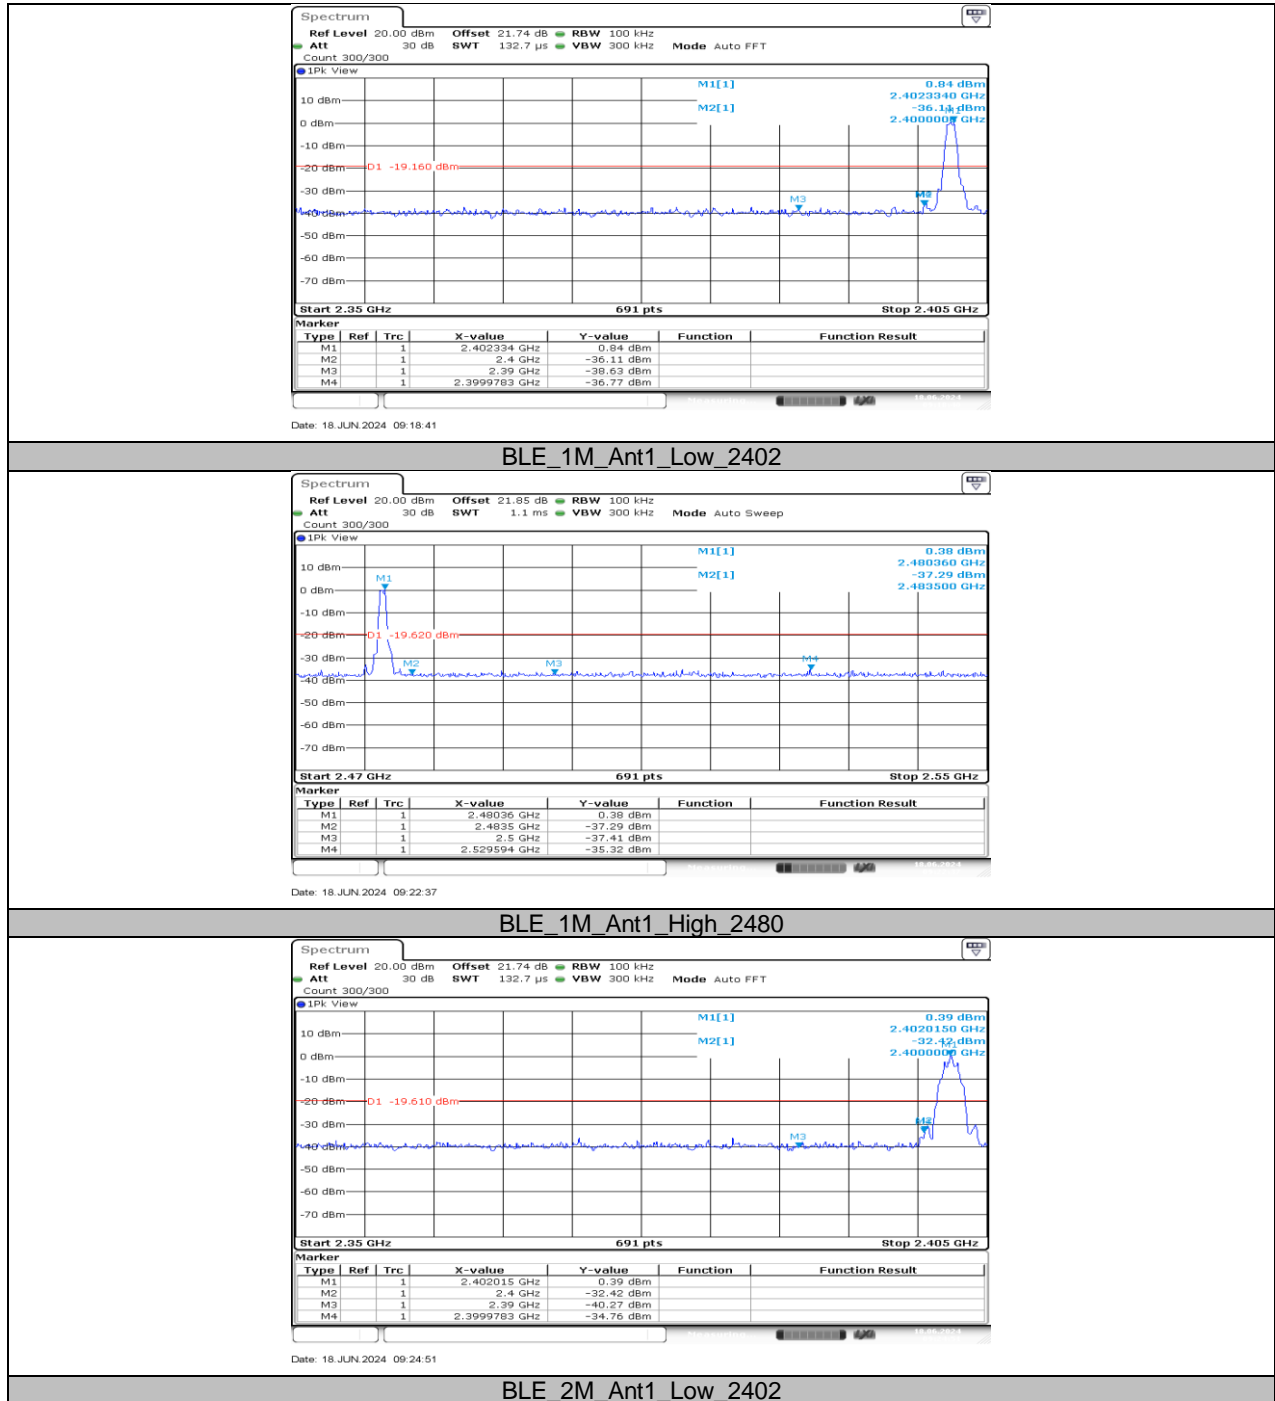 Spectrum
Ref Level 20.00 dBm Offset 21.74 dB RBW 100 kHz
Att 30 dB SWT 132.7 µs VBW 300 kHz Mode Auto FFT
Count 300/300
1Pk View
M1[1] 0.84 dBm
2.4023340 GHz
M2[1] -36.11 dBm
2.4000000 GHz
M1
10 dBm
0 dBm
-10 dBm
-20 dBm
D1 -19.160 dBm
-30 dBm
M3
-40 dBm
-50 dBm
-60 dBm
-70 dBm
Start 2.35 GHz 691 pts Stop 2.405 GHz
Marker
Type Ref Trc X-value Y-value Function Function Result
M1 1 2.402334 GHz 0.84 dBm
M2 1 2.4 GHz -36.11 dBm
M3 1 2.39 GHz -38.63 dBm
M4 1 2.3999783 GHz -36.77 dBm
Date: 18.JUN.2024 09:18:41
BLE_1M_Ant1_Low_2402
Spectrum
Ref Level 20.00 dBm Offset 21.85 dB RBW 100 kHz
Att 30 dB SWT 1.1 ms VBW 300 kHz Mode Auto Sweep
Count 300/300
1Pk View
M1[1] 0.38 dBm
2.480360 GHz
M2[1] -37.29 dBm
2.483500 GHz
10 dBm
M1
0 dBm
-10 dBm
-20 dBm
D1 -19.620 dBm
-30 dBm
M2 M3 M4
-40 dBm
-50 dBm
-60 dBm
-70 dBm
Start 2.47 GHz 691 pts Stop 2.55 GHz
Marker
Type Ref Trc X-value Y-value Function Function Result
M1 1 2.48036 GHz 0.38 dBm
M2 1 2.4835 GHz -37.29 dBm
M3 1 2.5 GHz -37.41 dBm
M4 1 2.529594 GHz -35.32 dBm
Date: 18.JUN.2024 09:22:37
BLE_1M_Ant1_High_2480
Spectrum
Ref Level 20.00 dBm Offset 21.74 dB RBW 100 kHz
Att 30 dB SWT 132.7 µs VBW 300 kHz Mode Auto FFT
Count 300/300
1Pk View
M1[1] 0.39 dBm
2.4020150 GHz
M2[1] -32.42 dBm
2.4000000 GHz
M1
10 dBm
0 dBm
-10 dBm
-20 dBm
D1 -19.610 dBm
-30 dBm
M3
-40 dBm
-50 dBm
-60 dBm
-70 dBm
Start 2.35 GHz 691 pts Stop 2.405 GHz
Marker
Type Ref Trc X-value Y-value Function Function Result
M1 1 2.402015 GHz 0.39 dBm
M2 1 2.4 GHz -32.42 dBm
M3 1 2.39 GHz -40.27 dBm
M4 1 2.3999783 GHz -34.76 dBm
Date: 18.JUN.2024 09:24:51
BLE_2M_Ant1_Low_2402